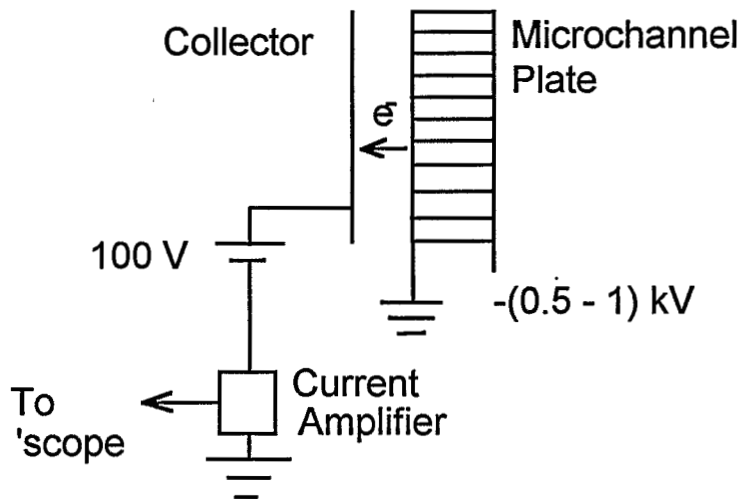 Collector
Microchannel
Plate
e-
100 V
-(0.5 - 1) kV
Current
Amplifier
To
'scope